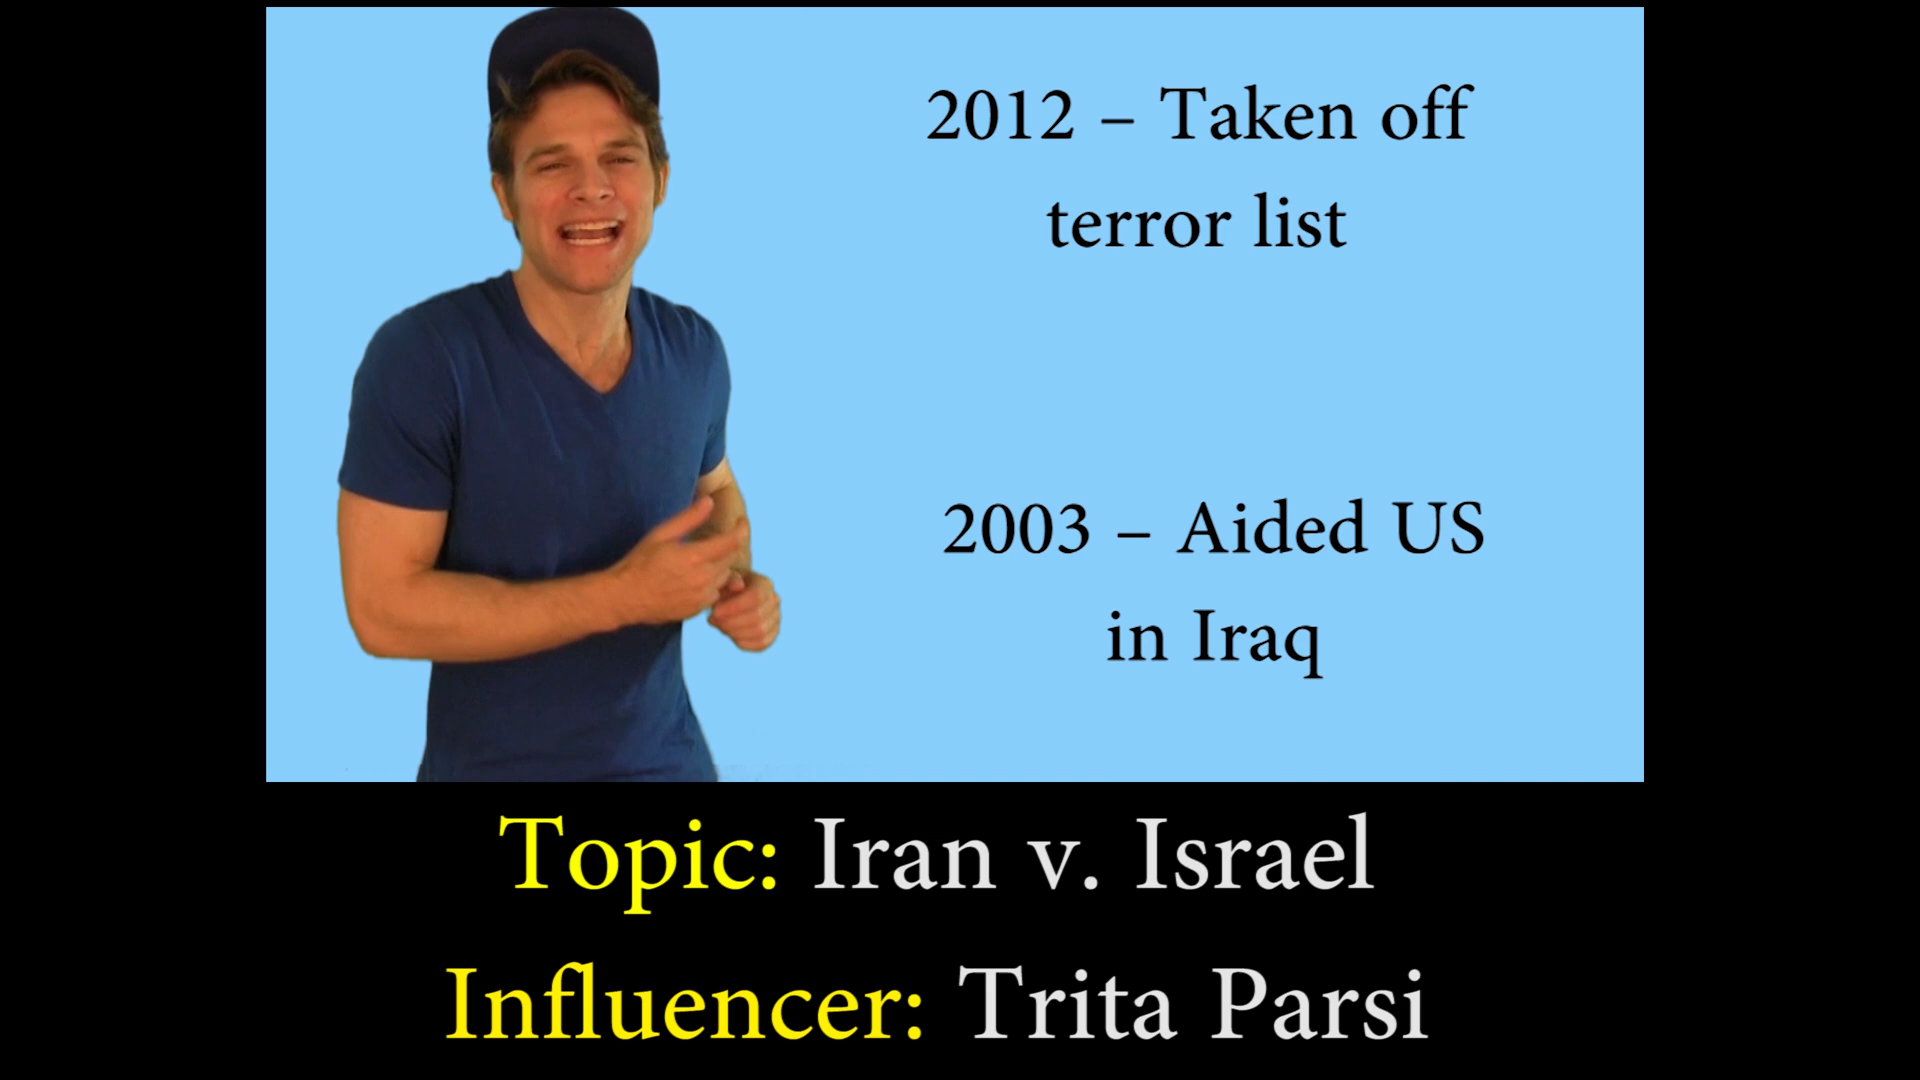 2012 – Taken off
terror list
2003 – Aided US
in Iraq
Topic: Iran v. Israel
Influencer: Trita Parsi